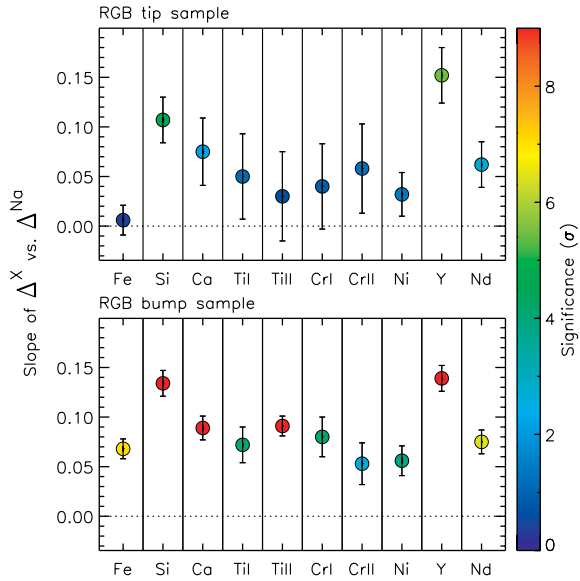 RGB tip sample
0.15
0.10
0.05
0.00
Fe Si Ca TiI TiII CrI CrII Ni Y Nd
RGB bump sample
0.15
0.10
0.05
0.00
Fe Si Ca TiI TiII CrI CrII Ni Y Nd
Slope of Δ^X vs. Δ^Na
8
6
4
2
0
Significance (σ)